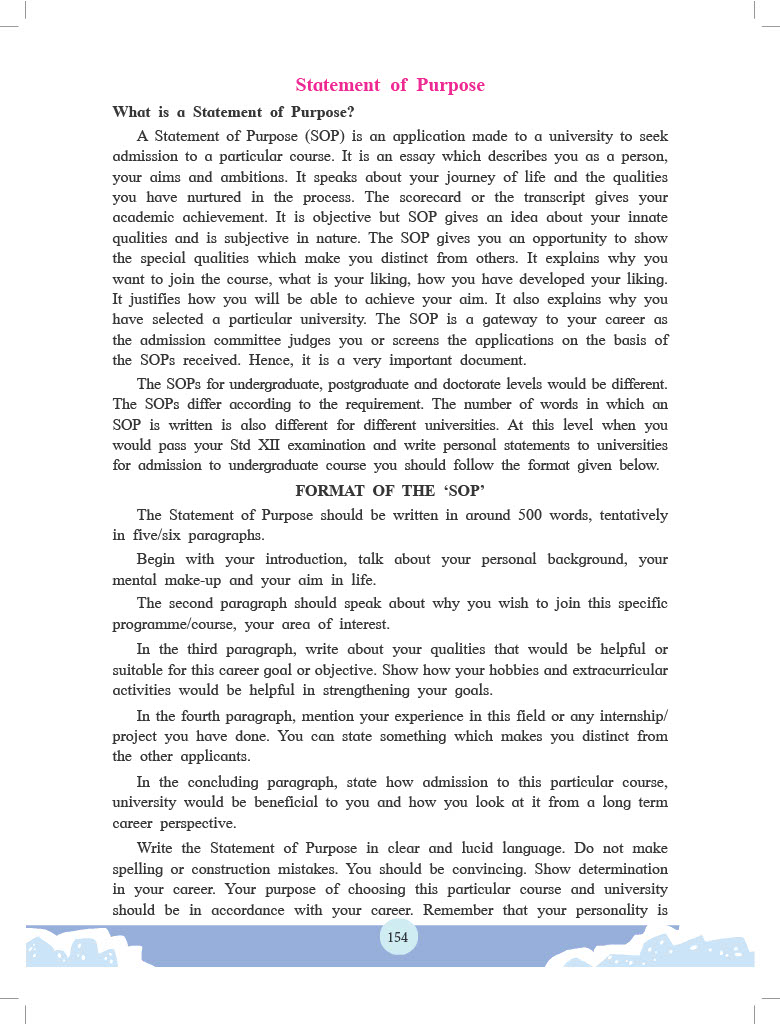 Statement of Purpose
What is a Statement of Purpose?
A Statement of Purpose (SOP) is an application made to a university to seek
admission to a particular course. It is an essay which describes you as a person,
your aims and ambitions. It speaks about your journey of life and the qualities
you have nurtured in the process. The scorecard or the transcript gives your
academic achievement. It is objective but SOP gives an idea about your innate
qualities and is subjective in nature. The SOP gives you an opportunity to show
the special qualities which make you distinct from others. It explains why you
want to join the course, what is your liking, how you have developed your liking.
It justifies how you will be able to achieve your aim. It also explains why you
have selected a particular university. The SOP is a gateway to your career as
the admission committee judges you or screens the applications on the basis of
the SOPs received. Hence, it is a very important document.
The SOPs for undergraduate, postgraduate and doctorate levels would be different.
The SOPs differ according to the requirement. The number of words in which an
SOP is written is also different for different universities. At this level when you
would pass your Std XII examination and write personal statements to universities
for admission to undergraduate course you should follow the format given below.
FORMAT OF THE ‘SOP’
The Statement of Purpose should be written in around 500 words, tentatively
in five/six paragraphs.
Begin with your introduction, talk about your personal background, your
mental make-up and your aim in life.
The second paragraph should speak about why you wish to join this specific
programme/course, your area of interest.
In the third paragraph, write about your qualities that would be helpful or
suitable for this career goal or objective. Show how your hobbies and extracurricular
activities would be helpful in strengthening your goals.
In the fourth paragraph, mention your experience in this field or any internship/
project you have done. You can state something which makes you distinct from
the other applicants.
In the concluding paragraph, state how admission to this particular course,
university would be beneficial to you and how you look at it from a long term
career perspective.
Write the Statement of Purpose in clear and lucid language. Do not make
spelling or construction mistakes. You should be convincing. Show determination
in your career. Your purpose of choosing this particular course and university
should be in accordance with your career. Remember that your personality is
154